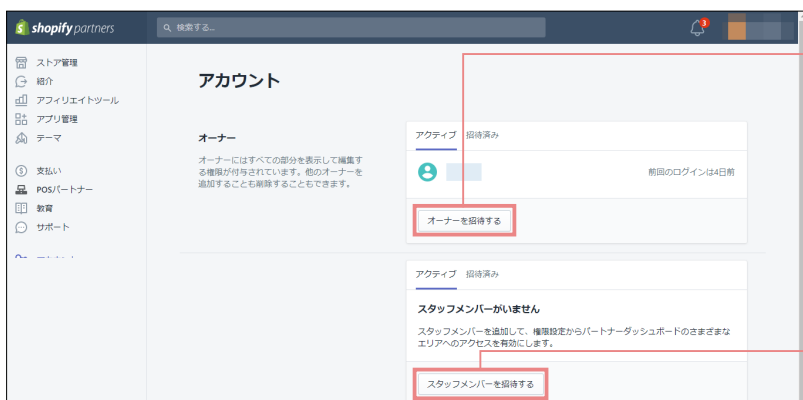 shopify partners
検索する...
3
ストア管理
紹介
アフィリエイトツール
アプリ管理
テーマ
支払い
POSパートナー
教育
サポート
アカウント
オーナー
オーナーにはすべての部分を表示して編集す
る権限が付与されています。他のオーナーを
追加することも削除することもできます。
アクティブ 招待済み
前回のログインは4日前
オーナーを招待する
アクティブ 招待済み
スタッフメンバーがいません
スタッフメンバーを追加して、権限設定からパートナーダッシュボードのさまざまな
エリアへのアクセスを有効にします。
スタッフメンバーを招待する